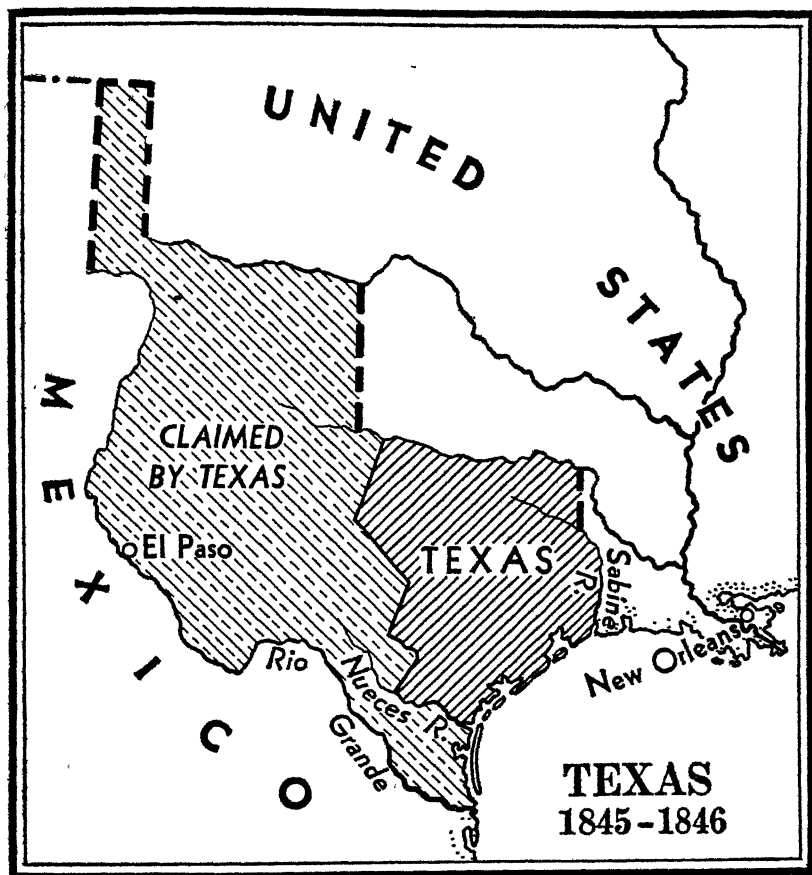 UNITED
STATES
MEXICO
CLAIMED
BY TEXAS
El Paso
TEXAS
Sabine
R.
New Orleans
Rio
Grande
Nueces R.
TEXAS
1845-1846